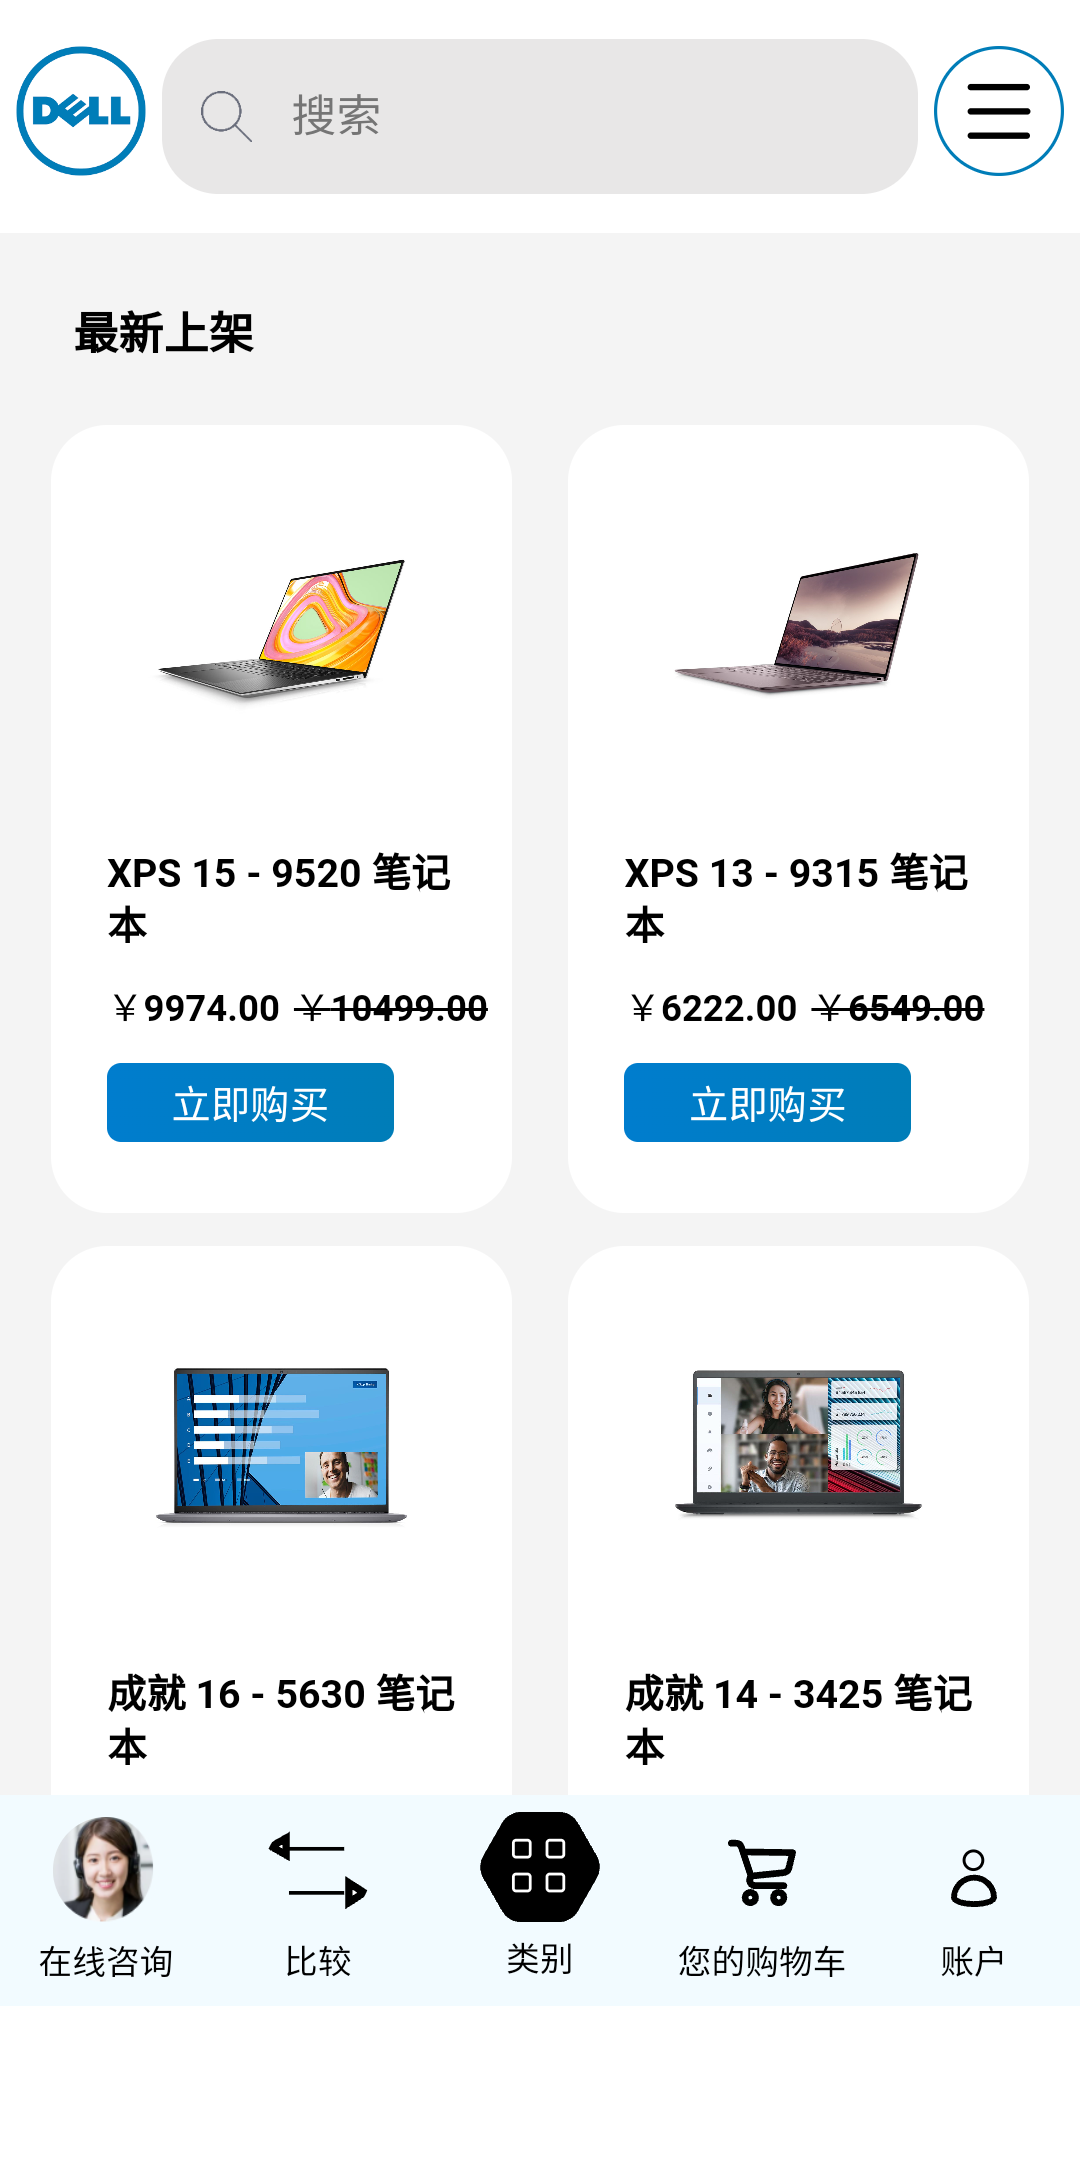 DELL
搜索
最新上架
XPS 15 - 9520 笔记
本
￥9974.00 ￥10499.00
立即购买
XPS 13 - 9315 笔记
本
￥6222.00 ￥6549.00
立即购买
成就 16 - 5630 笔记
本
成就 14 - 3425 笔记
本
在线咨询
比较
类别
您的购物车
账户